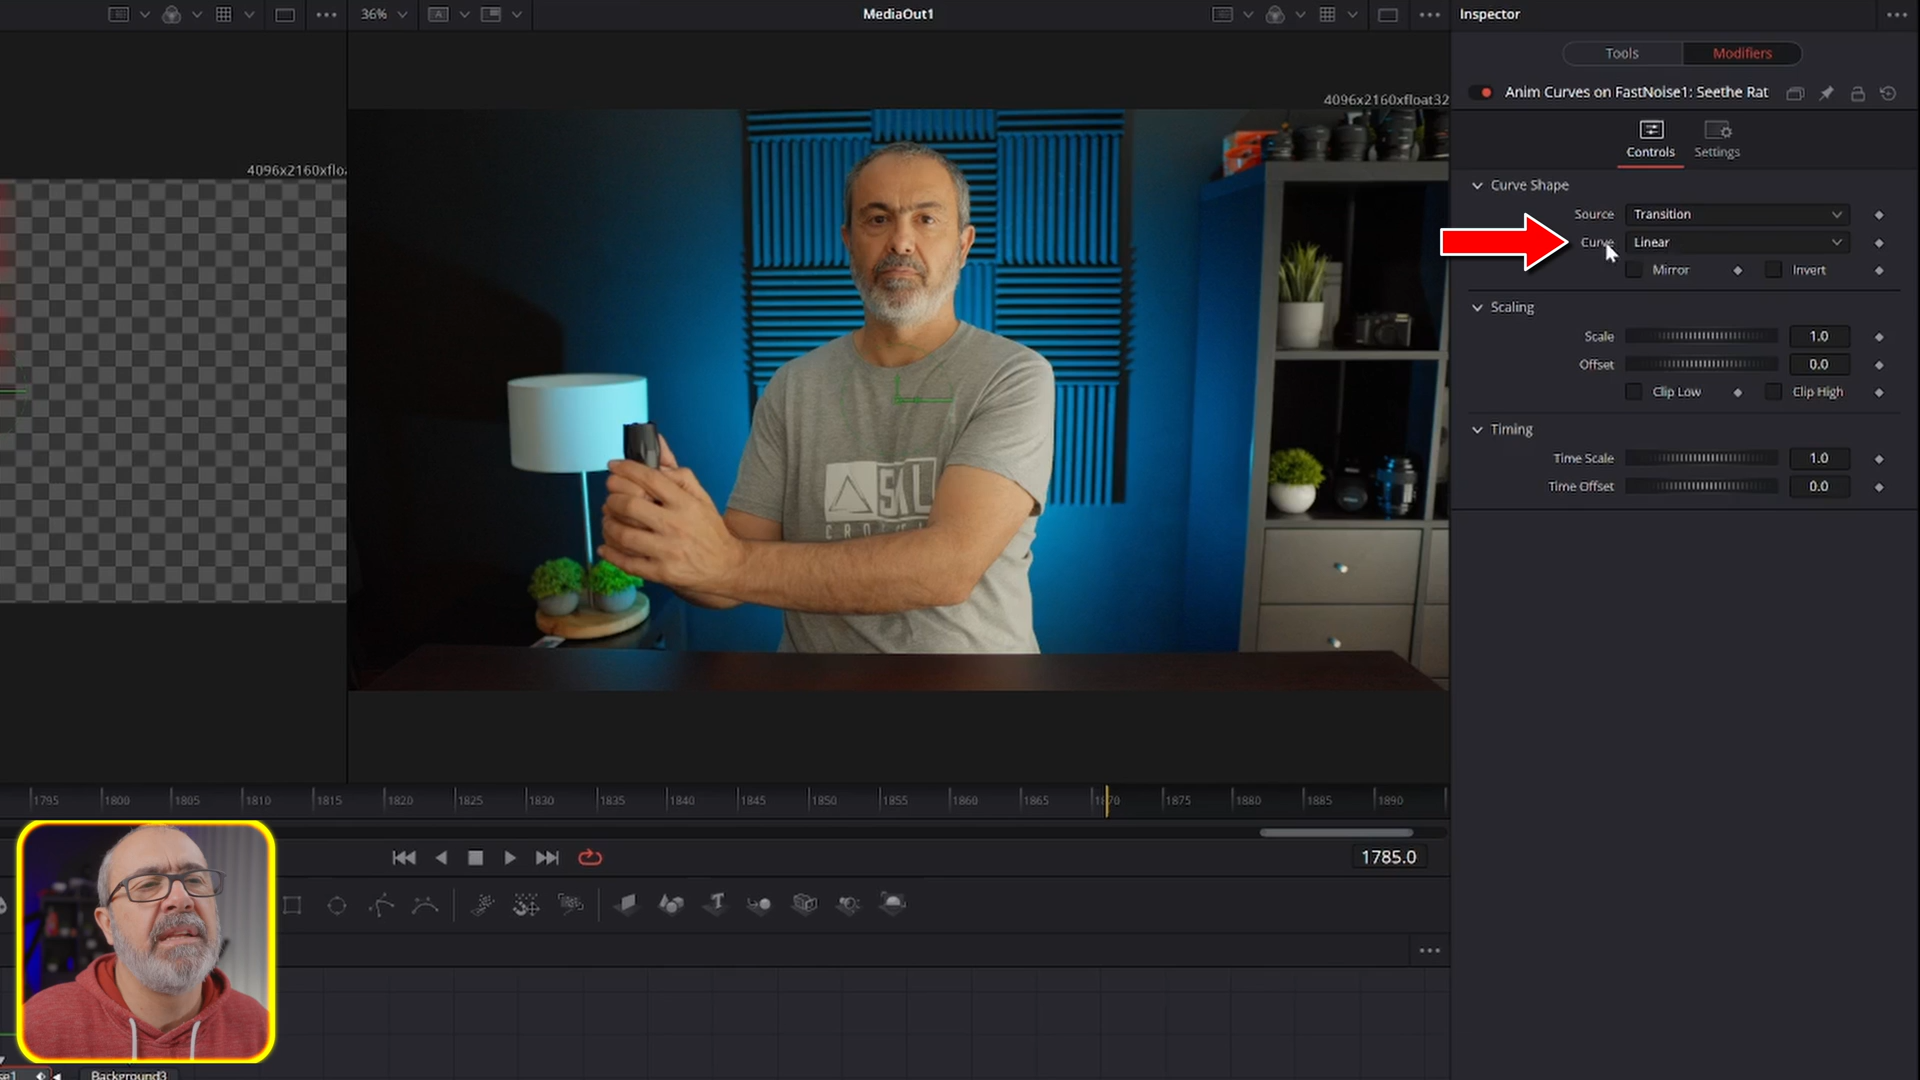 36%
MediaOut1
Inspector
Tools
Modifiers
Anim Curves on FastNoise1: Seethe Rat
4096x2160xfloat32
4096x2160xfloa
Controls
Settings
Curve Shape
Source
Transition
Curve
Linear
Mirror
Invert
Scaling
Scale
1.0
Offset
0.0
Clip Low
Clip High
Timing
Time Scale
1.0
Time Offset
0.0
1795
1800
1805
1810
1815
1820
1825
1830
1835
1840
1845
1850
1855
1860
1865
1870
1875
1880
1885
1890
1785.0
Background3